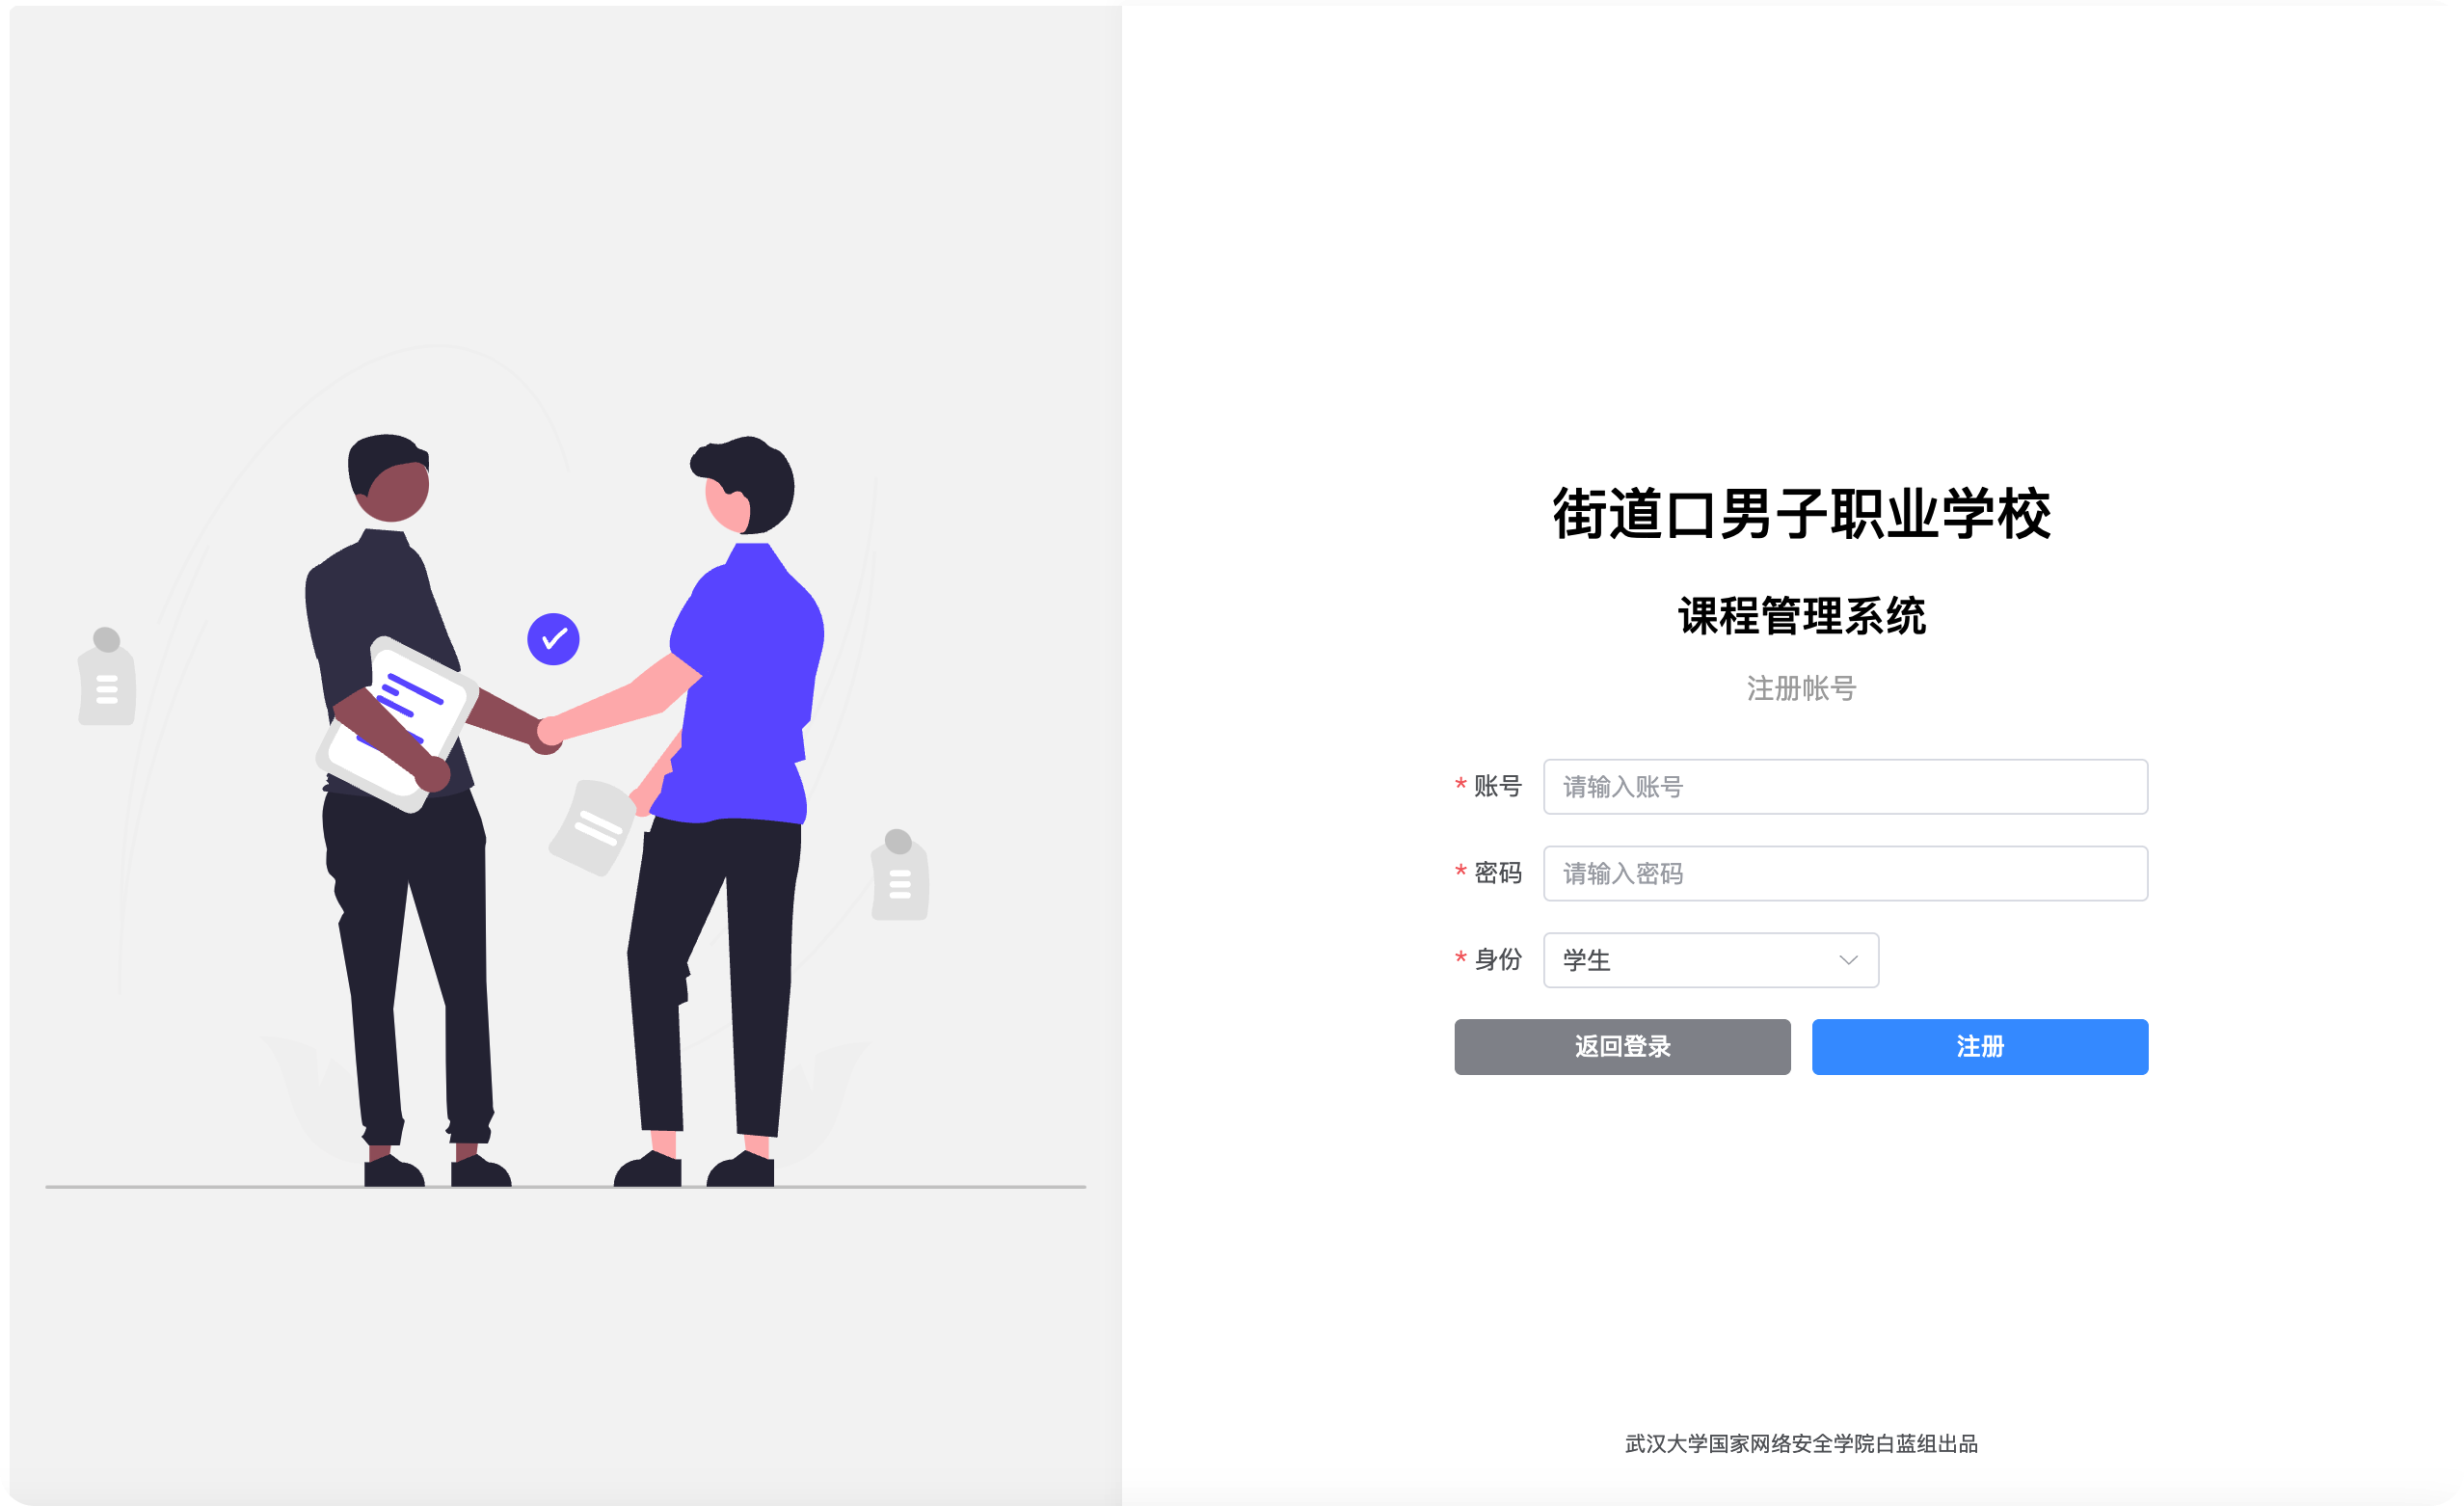 街道口男子职业学校
课程管理系统
注册帐号
* 账号 请输入账号
* 密码 请输入密码
* 身份 学生
返回登录 注册
武汉大学国家网络安全学院白蓝组出品